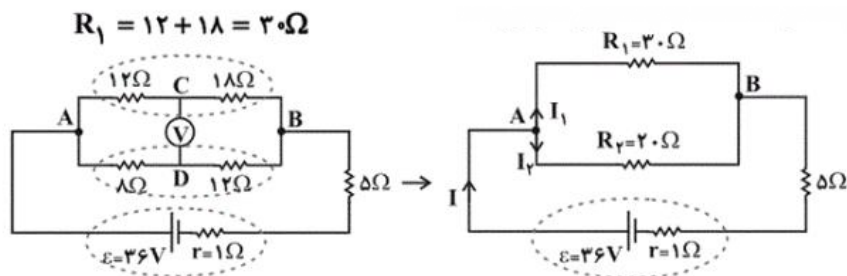 R₁ = ۱۲ + ۱۸ = ۳۰Ω
۱۲Ω C ۱۸Ω
A V B
۸Ω D ۱۲Ω
۵Ω
ε=۳۶V r=۱Ω
R₁=۳۰Ω
B
A I₁
R₂=۲۰Ω
I₂
۵Ω
I
ε=۳۶V r=۱Ω